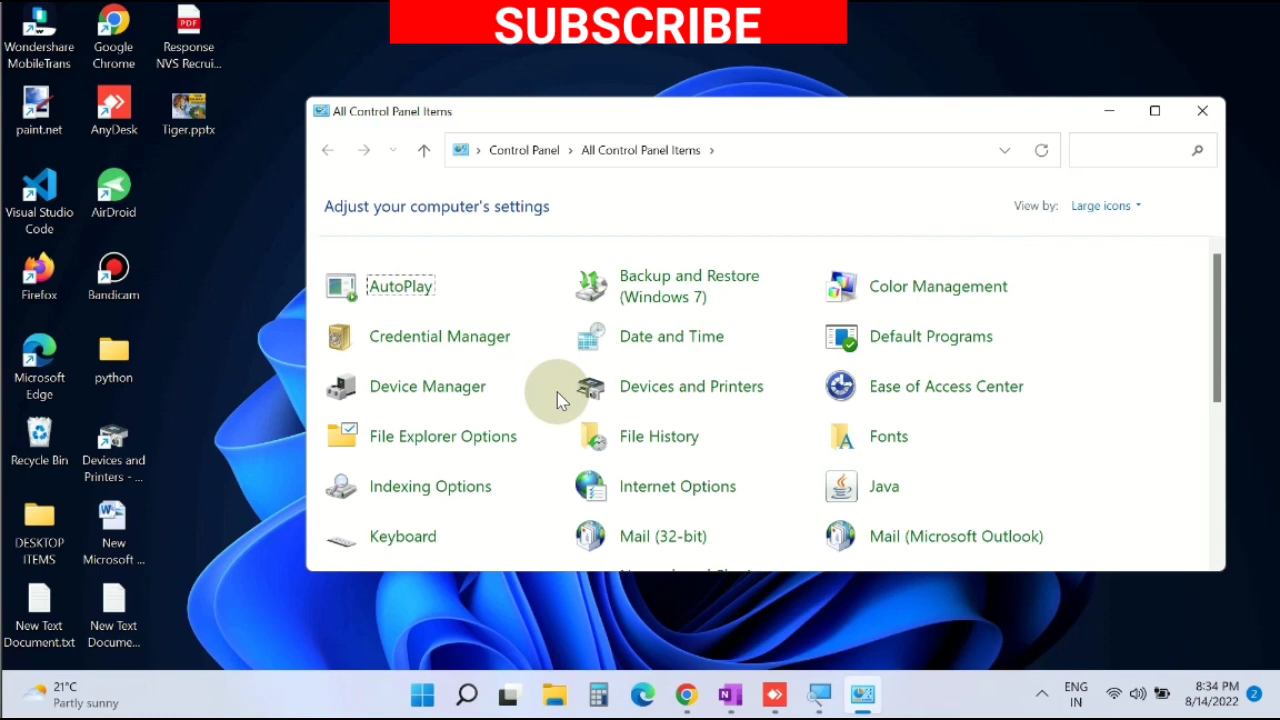 SUBSCRIBE
Wondershare
MobileTrans
Google
Chrome
Response
NVS Recrui...
PDF
paint.net
AnyDesk
Tiger.pptx
Visual Studio
Code
AirDroid
Firefox
Bandicam
Microsoft
Edge
python
Recycle Bin
Devices and
Printers - ...
DESKTOP
ITEMS
New
Microsoft ...
New Text
Document.txt
New Text
Docume...
All Control Panel Items
Control Panel > All Control Panel Items >
Adjust your computer's settings
View by: Large icons
AutoPlay
Backup and Restore
(Windows 7)
Color Management
Credential Manager
Date and Time
Default Programs
Device Manager
Devices and Printers
Ease of Access Center
File Explorer Options
File History
Fonts
Indexing Options
Internet Options
Java
Keyboard
Mail (32-bit)
Mail (Microsoft Outlook)
21°C
Partly sunny
ENG
IN
8:34 PM
8/14/2022
2